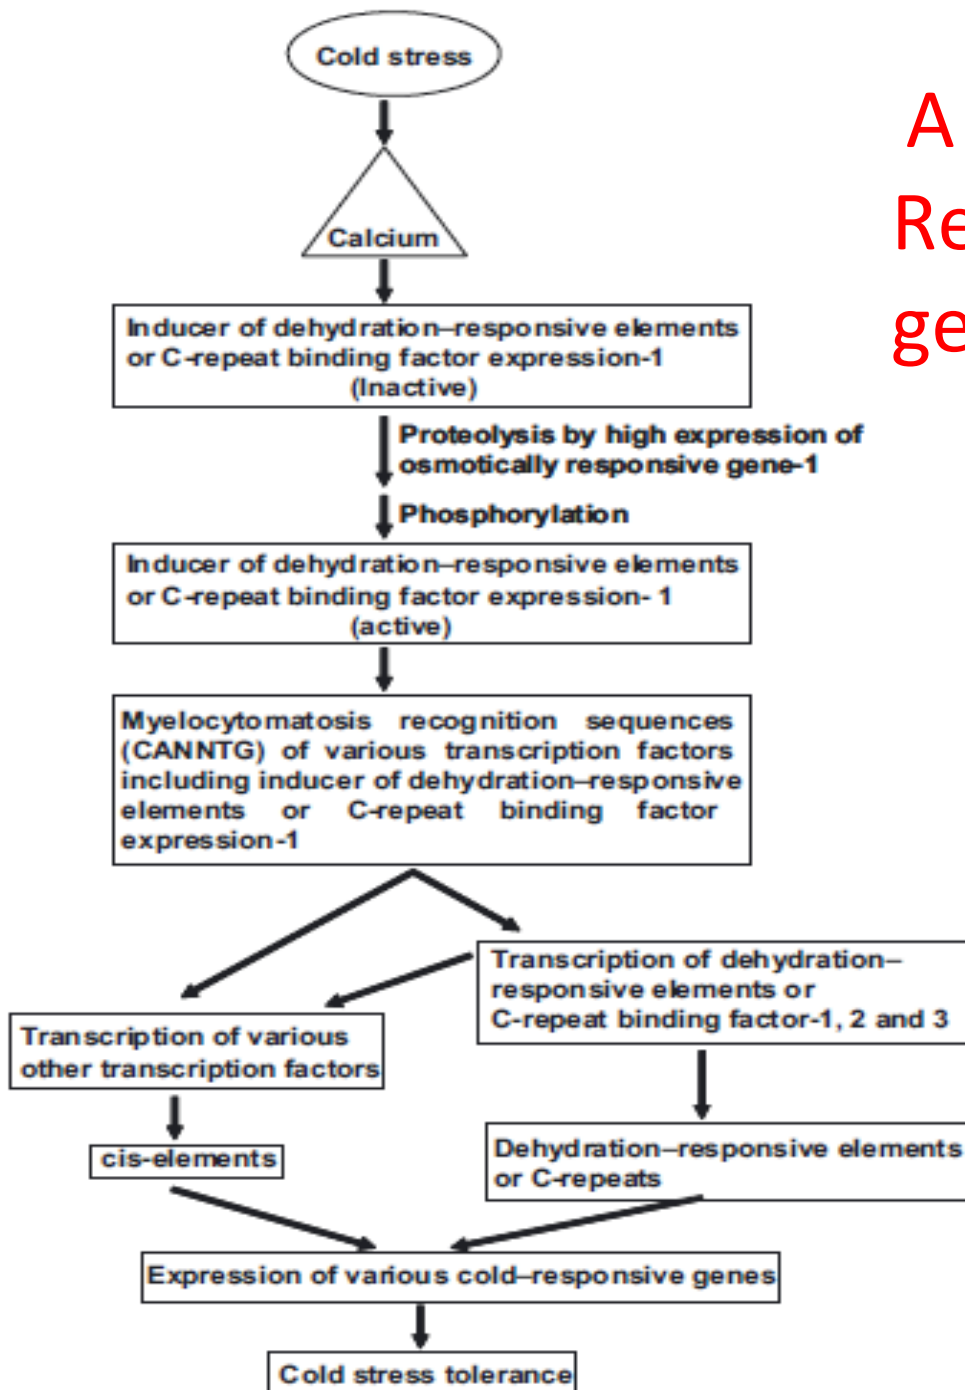 Cold stress
A
Re
ge
Calcium
Inducer of dehydration–responsive elements
or C-repeat binding factor expression-1
(Inactive)
Proteolysis by high expression of
osmotically responsive gene-1
Phosphorylation
Inducer of dehydration–responsive elements
or C-repeat binding factor expression- 1
(active)
Myelocytomatosis recognition sequences
(CANNTG) of various transcription factors
including inducer of dehydration–responsive
elements or C-repeat binding factor
expression-1
Transcription of dehydration–
responsive elements or
C-repeat binding factor-1, 2 and 3
Transcription of various
other transcription factors
cis-elements
Dehydration–responsive elements
or C-repeats
Expression of various cold–responsive genes
Cold stress tolerance